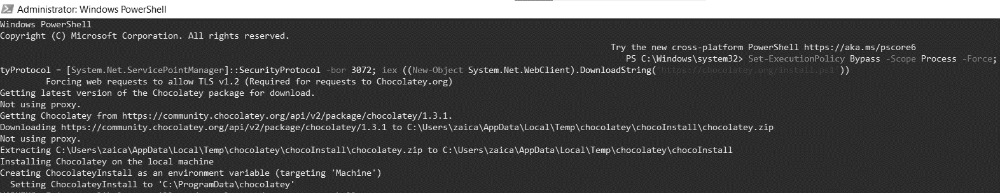 Administrator: Windows PowerShell
Windows PowerShell
Copyright (C) Microsoft Corporation. All rights reserved.
Try the new cross-platform PowerShell https://aka.ms/pscore6
PS C:\Windows\system32> Set-ExecutionPolicy Bypass -Scope Process -Force;
tyProtocol = [System.Net.ServicePointManager]::SecurityProtocol -bor 3072; iex ((New-Object System.Net.WebClient).DownloadString('https://chocolatey.org/install.ps1'))
Forcing web requests to allow TLS v1.2 (Required for requests to Chocolatey.org)
Getting latest version of the Chocolatey package for download.
Not using proxy.
Getting Chocolatey from https://community.chocolatey.org/api/v2/package/chocolatey/1.3.1.
Downloading https://community.chocolatey.org/api/v2/package/chocolatey/1.3.1 to C:\Users\zaica\AppData\Local\Temp\chocolatey\chocoInstall\chocolatey.zip
Not using proxy.
Extracting C:\Users\zaica\AppData\Local\Temp\chocolatey\chocoInstall\chocolatey.zip to C:\Users\zaica\AppData\Local\Temp\chocolatey\chocoInstall
Installing Chocolatey on the local machine
Creating ChocolateyInstall as an environment variable (targeting 'Machine')
Setting ChocolateyInstall to 'C:\ProgramData\chocolatey'